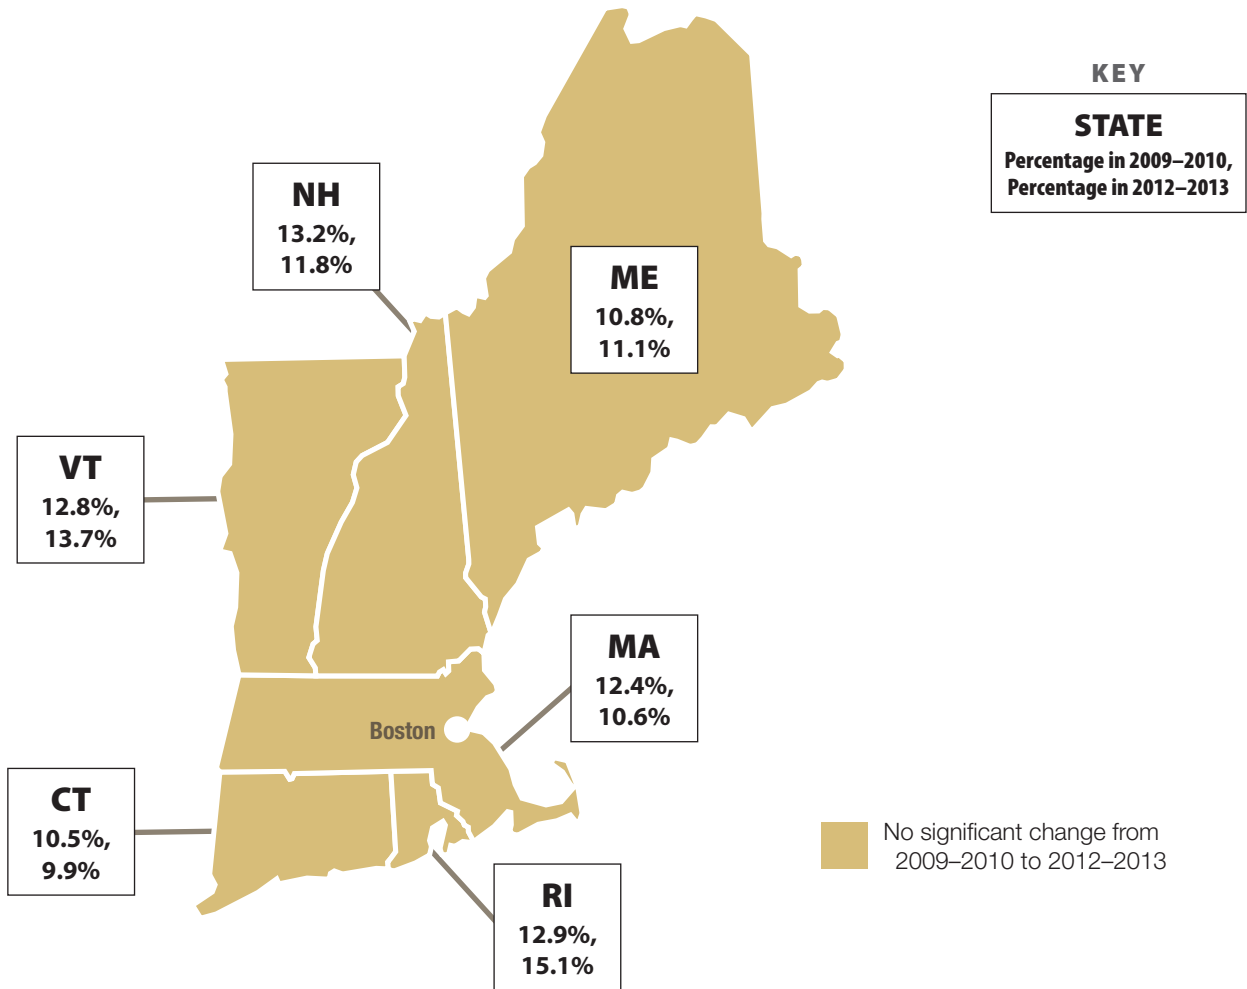 KEY
STATE
Percentage in 2009–2010,
Percentage in 2012–2013
NH
13.2%,
11.8%
ME
10.8%,
11.1%
VT
12.8%,
13.7%
MA
12.4%,
10.6%
Boston
CT
10.5%,
9.9%
RI
12.9%,
15.1%
No significant change from
2009–2010 to 2012–2013